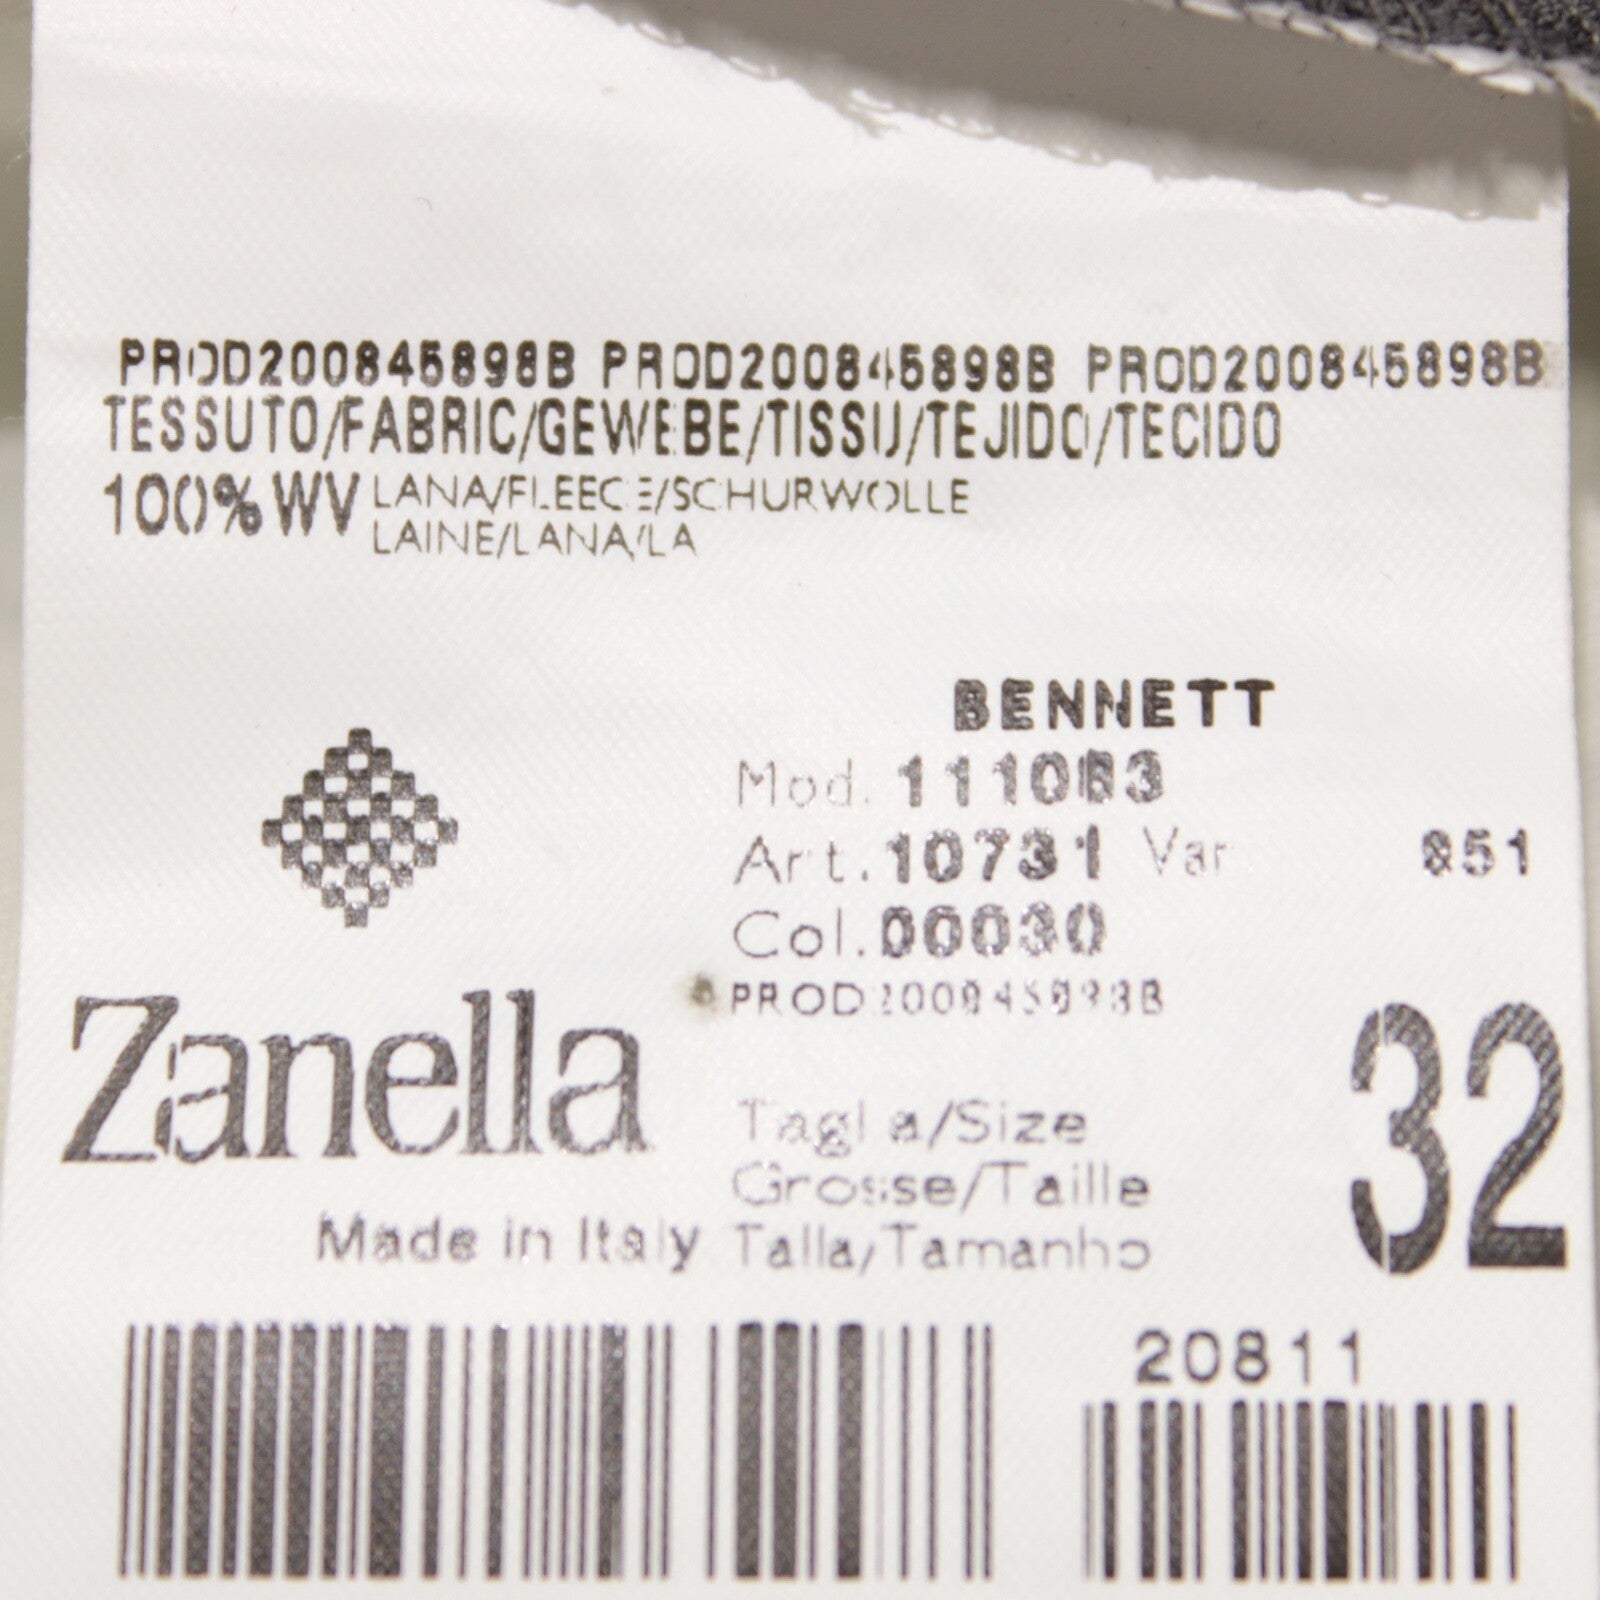 PROD200845898B PROD200845898B PROD200845898B
TESSUTO/FABRIC/GEWEBE/TISSU/TEJIDO/TECIDO
100% WV LANA/FLEECE/SCHURWOLLE
LAINE/LANA/LA
BENNETT
Mod.
Art. 10731 Var 851
Col. 00030
PROD200845898B
Zanella
32
Taglia/Size
Grosse/Taille
Made in Italy Talla/Tamanho
20811